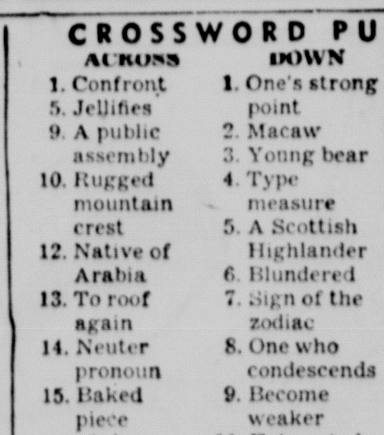 CROSSWORD PU
ACROSS
1. Confront
5. Jellifies
9. A public
assembly
10. Rugged
mountain
crest
12. Native of
Arabia
13. To roof
again
14. Neuter
pronoun
15. Baked
piece
DOWN
1. One's strong
point
2. Macaw
3. Young bear
4. Type
measure
5. A Scottish
Highlander
6. Blundered
7. Sign of the
zodiac
8. One who
condescends
9. Become
weaker